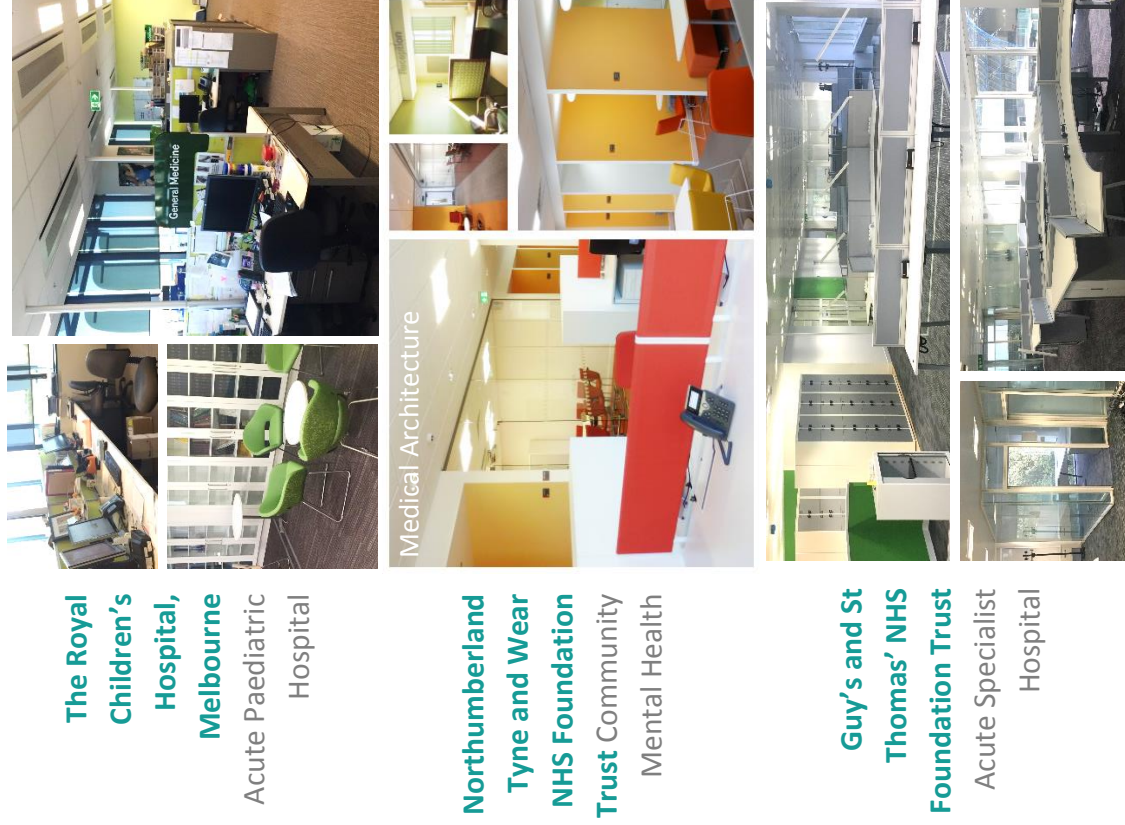 The Royal
Children’s
Hospital,
Melbourne
Acute Paediatric
Hospital
General Medicine
Northumberland
Tyne and Wear
NHS Foundation
Trust Community
Mental Health
Medical Architecture
Guy’s and St
Thomas’ NHS
Foundation Trust
Acute Specialist
Hospital